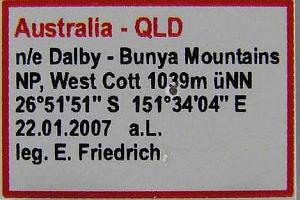 Australia - QLD
n/e Dalby - Bunya Mountains
NP, West Cott 1039m üNN
26°51'51" S 151°34'04" E
22.01.2007 a.L.
leg. E. Friedrich